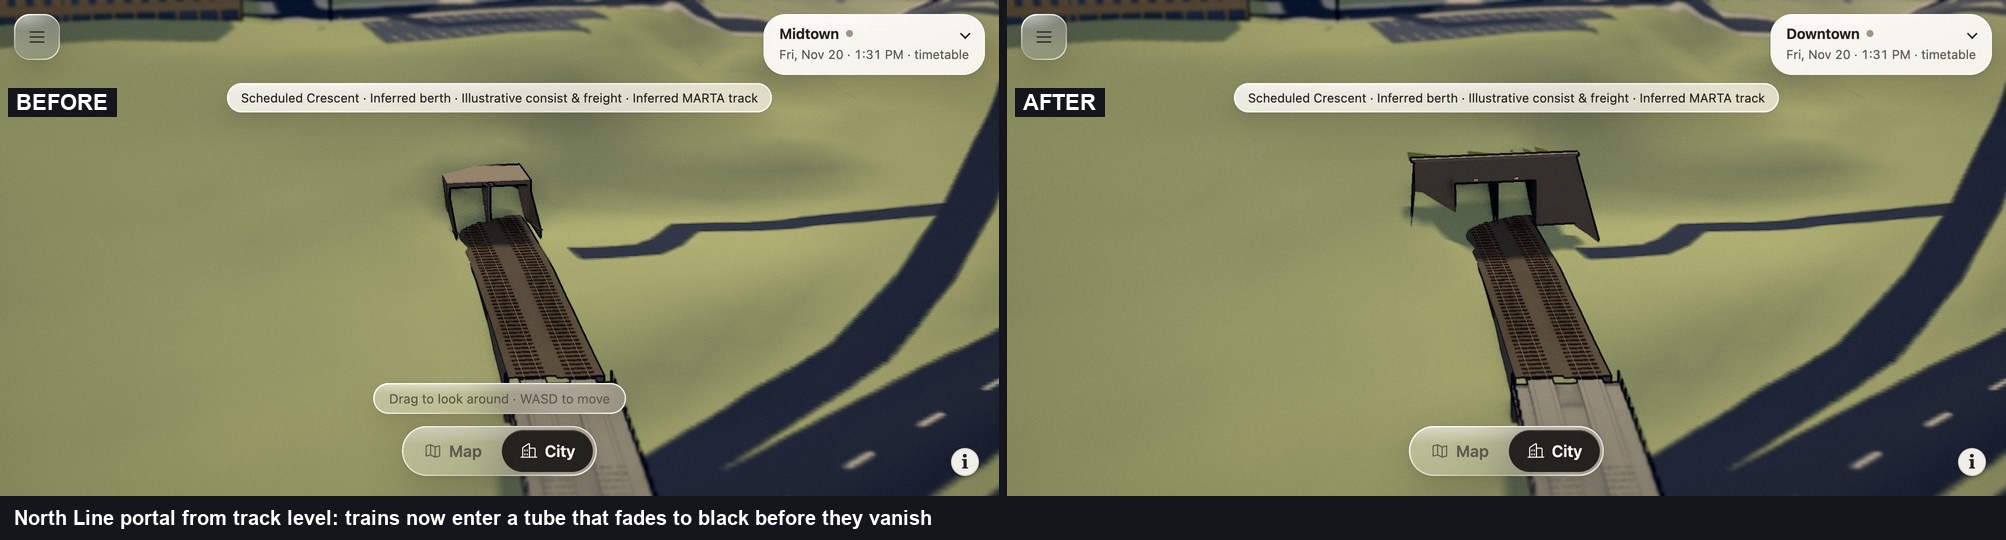 Midtown
Fri, Nov 20 · 1:31 PM · timetable
BEFORE
Scheduled Crescent · Inferred berth · Illustrative consist & freight · Inferred MARTA track
Drag to look around · WASD to move
Map
City
i
Downtown
Fri, Nov 20 · 1:31 PM · timetable
AFTER
Scheduled Crescent · Inferred berth · Illustrative consist & freight · Inferred MARTA track
Map
City
i
North Line portal from track level: trains now enter a tube that fades to black before they vanish